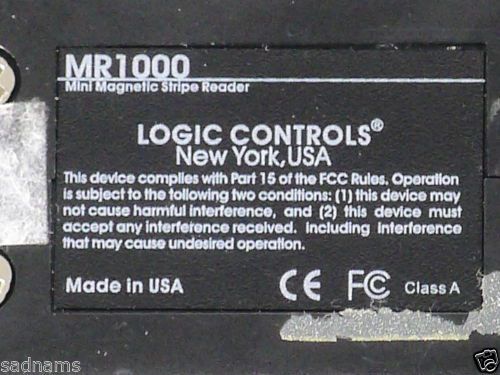 MR1000
Mini Magnetic Stripe Reader
LOGIC CONTROLS®
New York,USA
This device complies with Part 15 of the FCC Rules. Operation
is subject to the following two conditions: (1) this device may
not cause harmful interference, and (2) this device must
accept any interference received. Including interference
that may cause undesired operation.
Made in USA CE FC Class A
sadnams